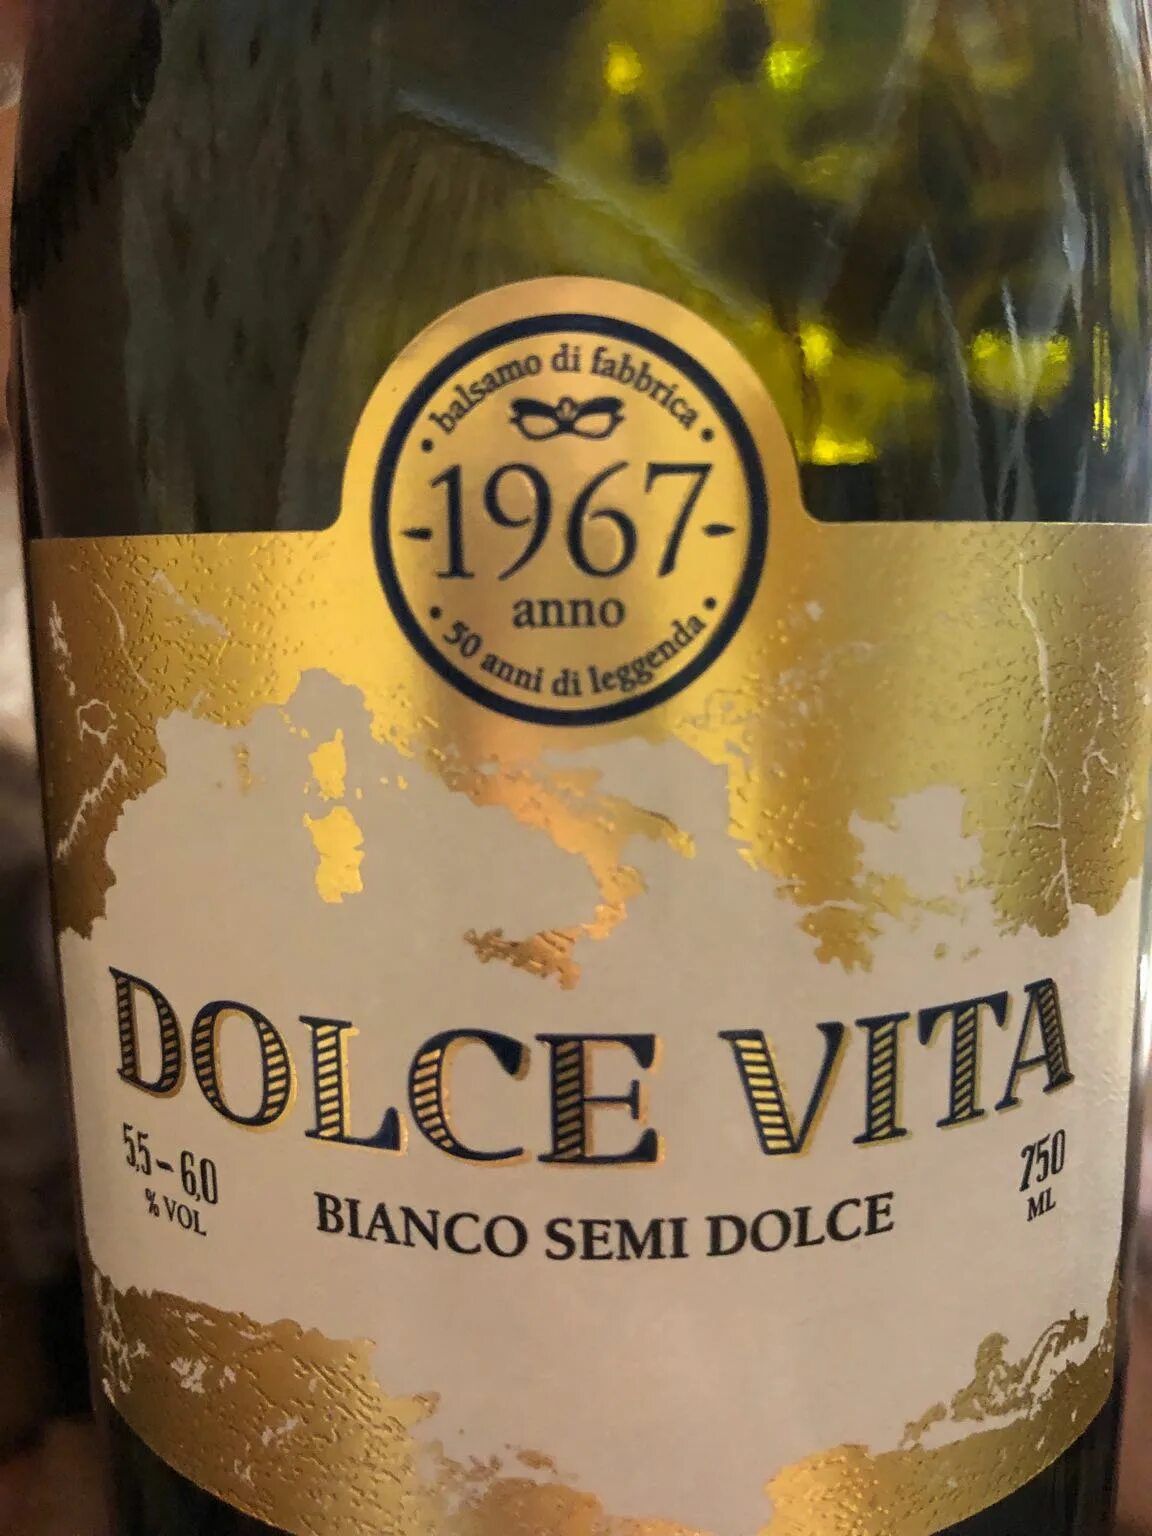 balsamo di fabbrica
-1967-
anno
50 anni di leggenda
DOLCE VITA
5,5 – 6,0
% VOL
BIANCO SEMI DOLCE
750
ML